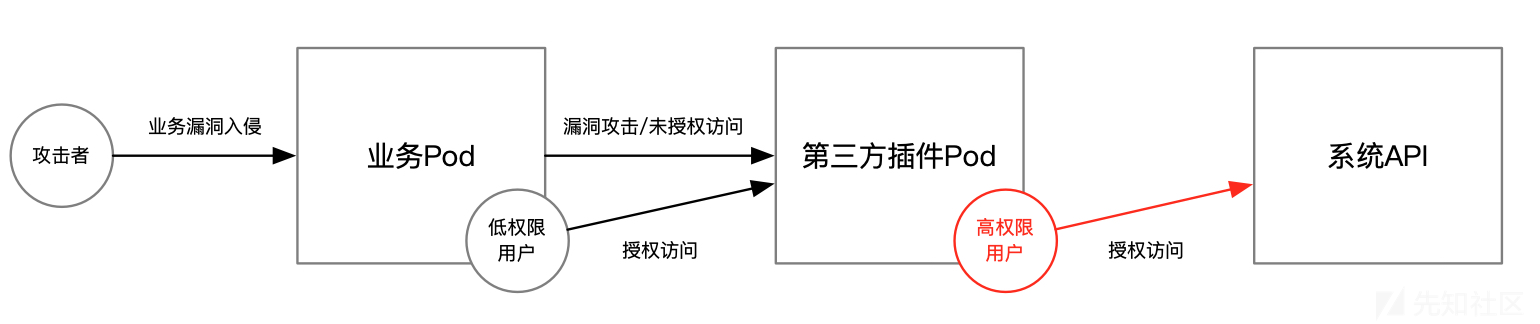 攻击者
业务漏洞入侵
业务Pod
低权限
用户
漏洞攻击/未授权访问
授权访问
第三方插件Pod
高权限
用户
授权访问
系统API
先知社区